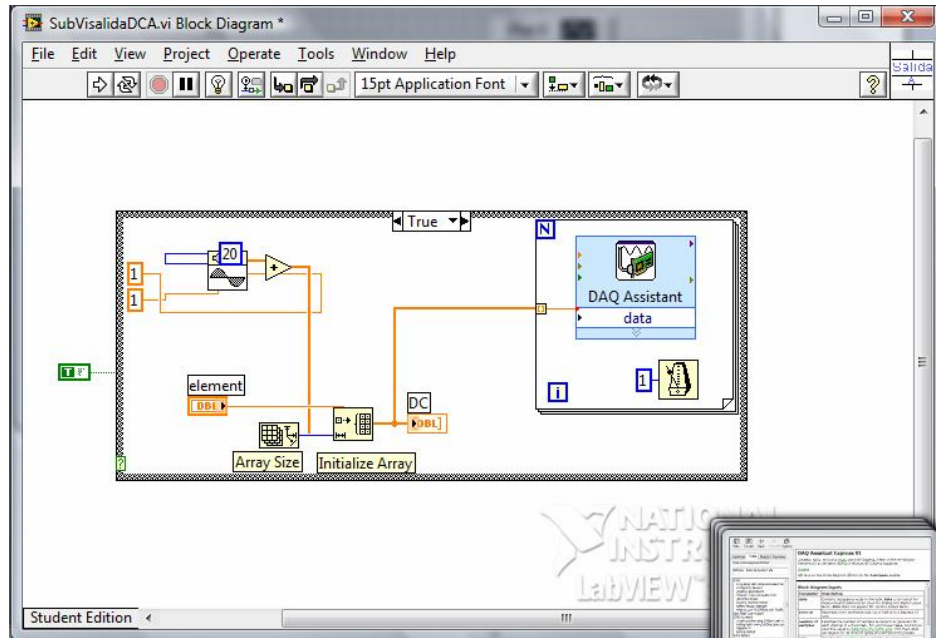 SubVisalidaDCA.vi Block Diagram *
File Edit View Project Operate Tools Window Help
15pt Application Font
Salida
A
True
N
20
1
1
DAQ Assistant
data
T
element
DBL
DC
[DBL]
1
i
?
Array Size
Initialize Array
NATIONAL
INSTR
LabVIEW
Student Edition
DAQ Assistant Express VI